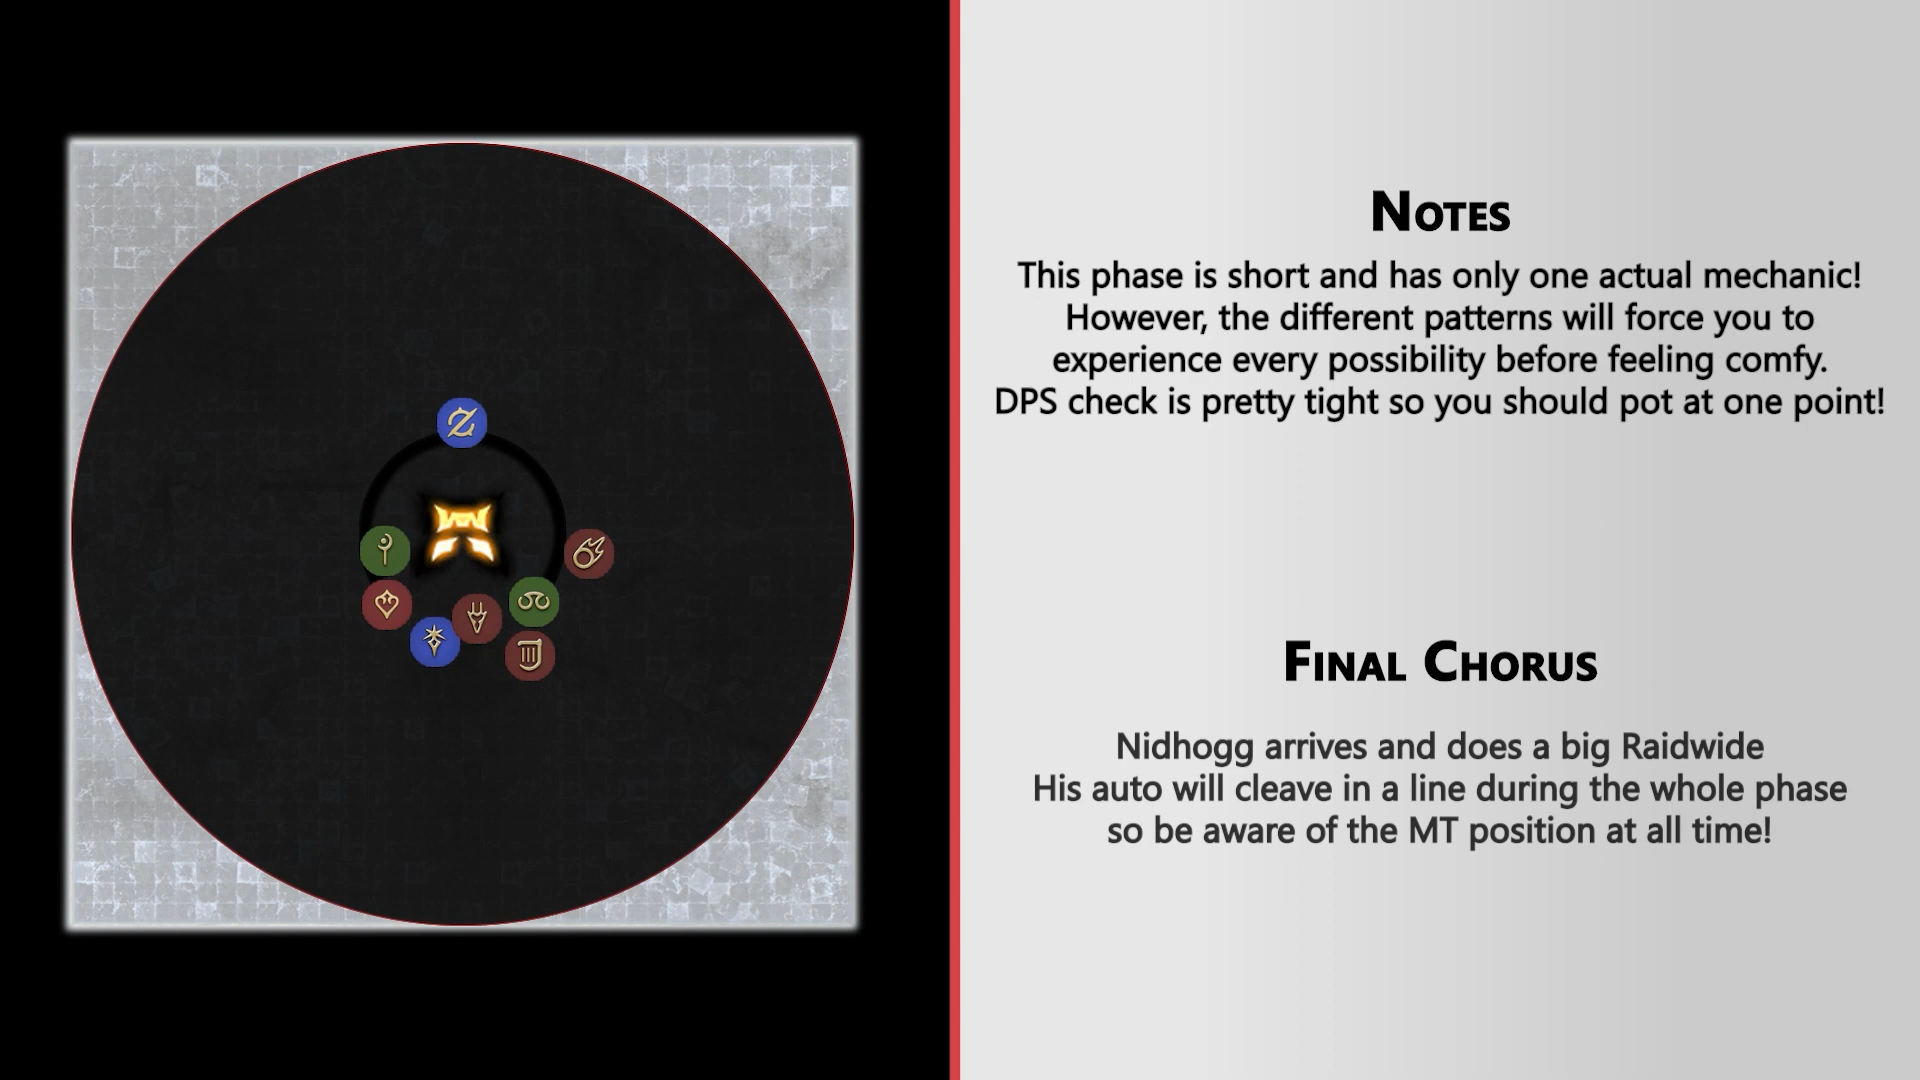 Notes
This phase is short and has only one actual mechanic!
However, the different patterns will force you to
experience every possibility before feeling comfy.
DPS check is pretty tight so you should pot at one point!
Final Chorus
Nidhogg arrives and does a big Raidwide
His auto will cleave in a line during the whole phase
so be aware of the MT position at all time!